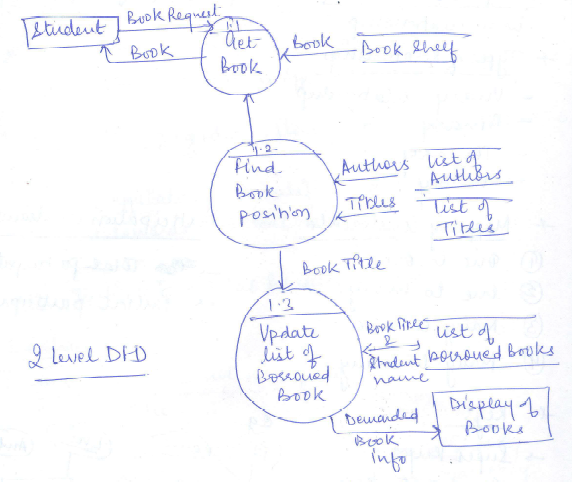 Student
Book Request
Book
1.1
Get
Book
Book
Book Shelf
1.2
Find
Book
position
Authors
list of
Authors
Titles
list of
Titles
Book Title
1.3
Update
list of
Borrowed
Book
Book Title
&
Student
name
list of
borrowed Books
2 Level DFD
Demanded
Book
Info
Display of
Books